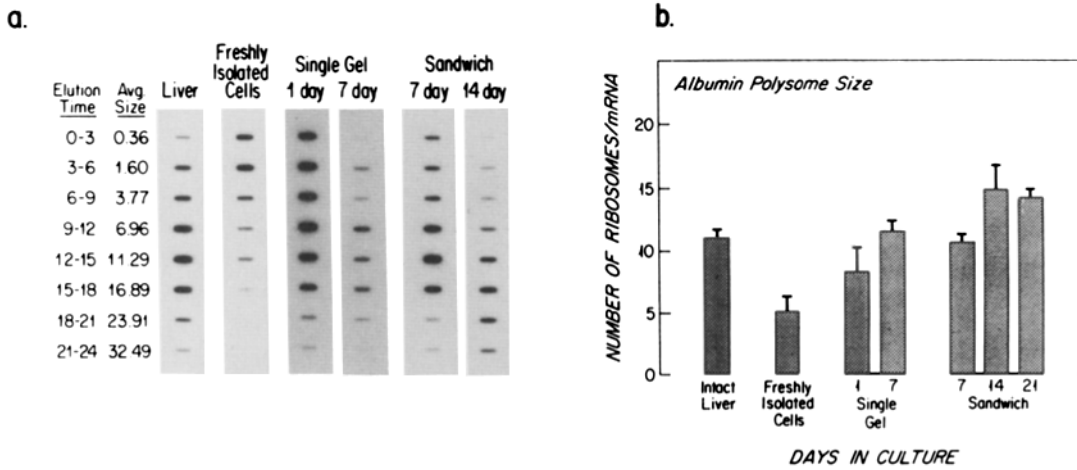 a.
Elution Time
Avg. Size
Liver
Freshly Isolated Cells
Single Gel
1 day 7 day
Sandwich
7 day 14 day
0-3 0.36
3-6 1.60
6-9 3.77
9-12 6.96
12-15 11.29
15-18 16.89
18-21 23.91
21-24 32.49
b.
Albumin Polysome Size
NUMBER OF RIBOSOMES/mRNA
20
15
10
5
0
Intact Liver
Freshly Isolated Cells
1 7
Single Gel
7 14 21
Sandwich
DAYS IN CULTURE